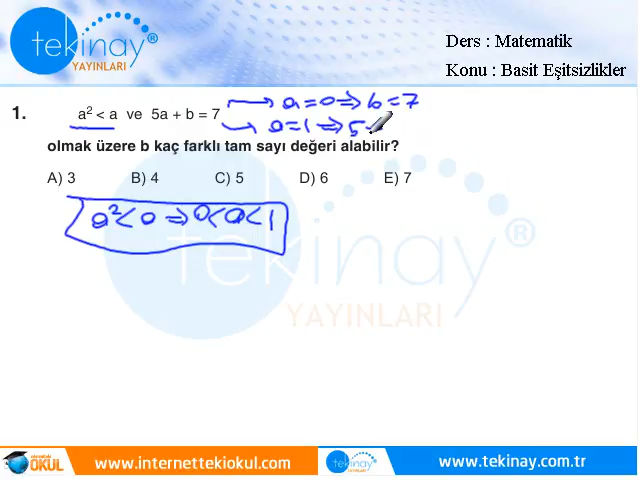 tekinay®
YAYINLARI
Ders : Matematik
Konu : Basit Eşitsizlikler
1. a² < a ve 5a + b = 7
a=0 ⇒ b=7
a=1 ⇒ 5
olmak üzere b kaç farklı tam sayı değeri alabilir?
A) 3 B) 4 C) 5 D) 6 E) 7
a²<a ⇒ 0<a<1
tekinay®
YAYINLARI
OKUL
www.internettekiokul.com
tekinay
www.tekinay.com.tr